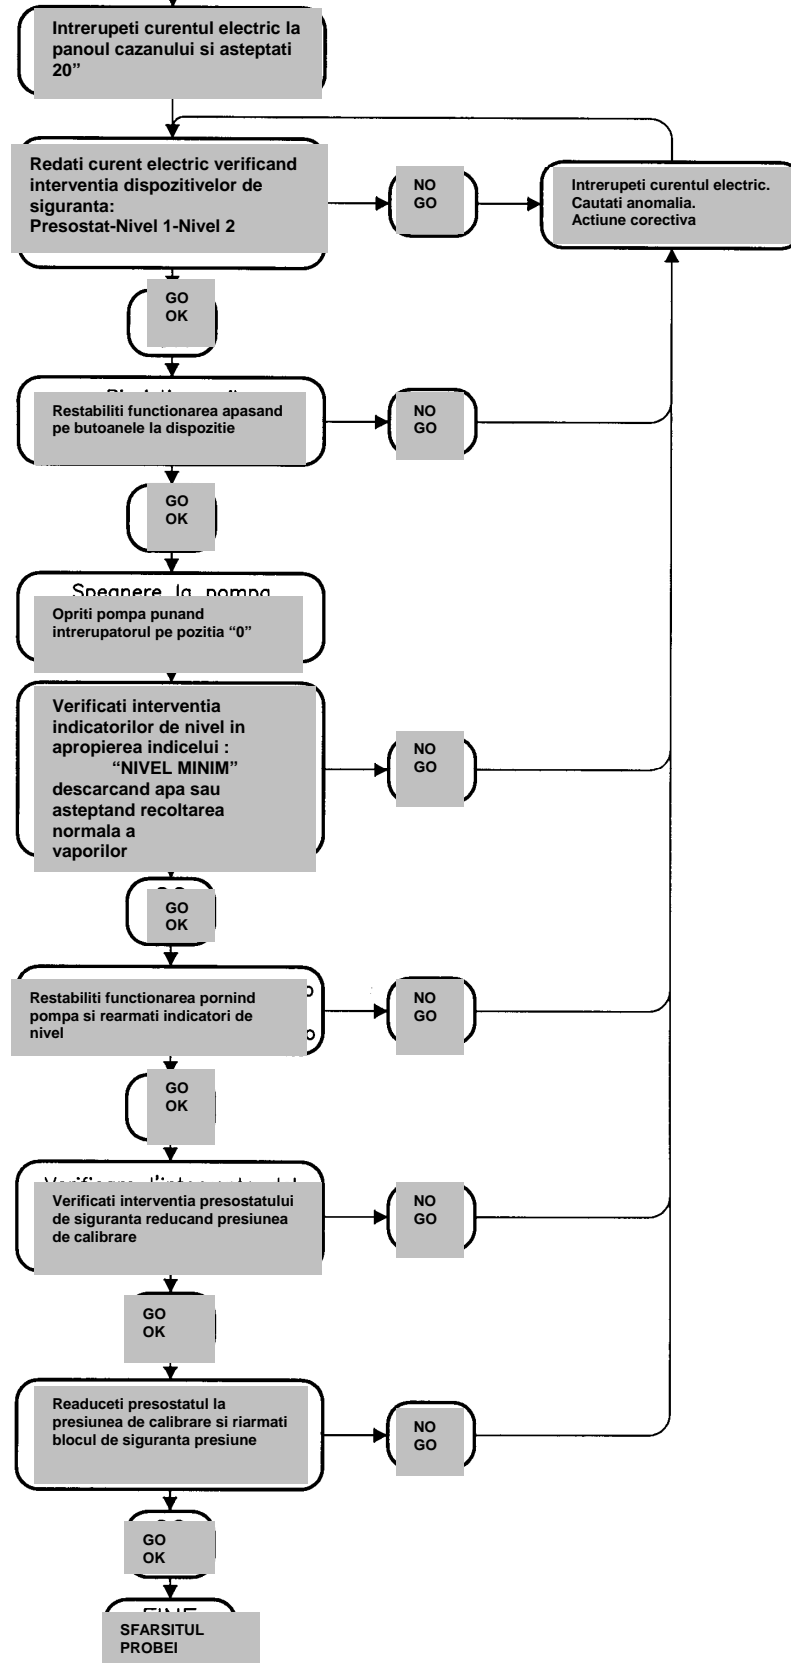 Intrerupeti curentul electric la
panoul cazanului si asteptati
20”
Redati curent electric verificand
interventia dispozitivelor de
siguranta:
Presostat-Nivel 1-Nivel 2
NO
GO
Intrerupeti curentul electric.
Cautati anomalia.
Actiune corectiva
GO
OK
Restabiliti functionarea apasand
pe butoanele la dispozitie
NO
GO
GO
OK
Spegnere la pompa
Opriti pompa punand
intrerupatorul pe pozitia “0”
Verificati interventia
indicatorilor de nivel in
apropierea indicelui :
“NIVEL MINIM”
descarcand apa sau
asteptand recoltarea
normala a
vaporilor
NO
GO
GO
OK
Restabiliti functionarea pornind
pompa si rearmati indicatori de
nivel
NO
GO
GO
OK
Verificati interventia presostatului
de siguranta reducand presiunea
de calibrare
NO
GO
GO
OK
Readuceti presostatul la
presiunea de calibrare si riarmati
blocul de siguranta presiune
NO
GO
GO
OK
FINE
SFARSITUL
PROBEI